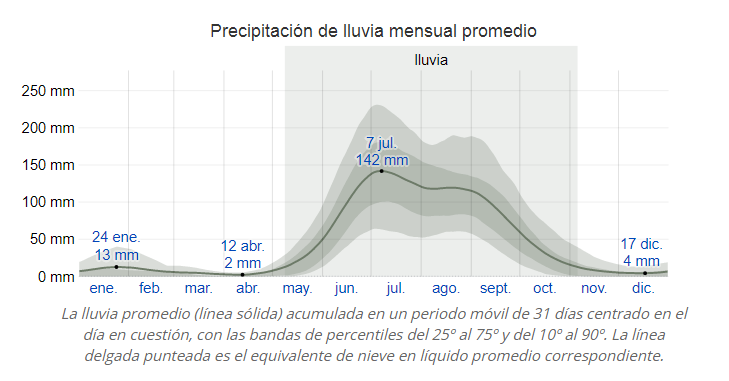 Precipitación de lluvia mensual promedio
lluvia
250 mm
200 mm
150 mm
100 mm
50 mm
0 mm
24 ene.
13 mm
12 abr.
2 mm
7 jul.
142 mm
17 dic.
4 mm
ene. feb. mar. abr. may. jun. jul. ago. sept. oct. nov. dic.
La lluvia promedio (línea sólida) acumulada en un periodo móvil de 31 días centrado en el
día en cuestión, con las bandas de percentiles del 25º al 75º y del 10º al 90º. La línea
delgada punteada es el equivalente de nieve en líquido promedio correspondiente.